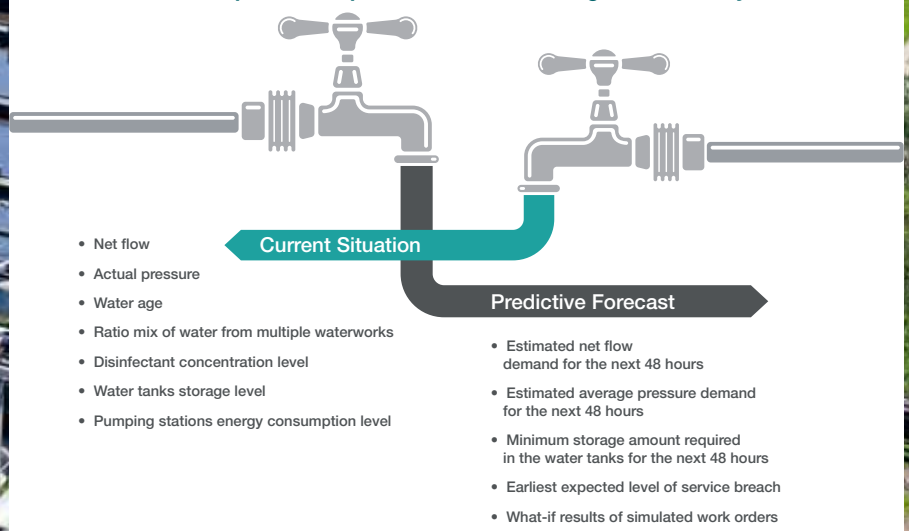 Current Situation
• Net flow
• Actual pressure
• Water age
• Ratio mix of water from multiple waterworks
• Disinfectant concentration level
• Water tanks storage level
• Pumping stations energy consumption level
Predictive Forecast
• Estimated net flow
demand for the next 48 hours
• Estimated average pressure demand
for the next 48 hours
• Minimum storage amount required
in the water tanks for the next 48 hours
• Earliest expected level of service breach
• What-if results of simulated work orders